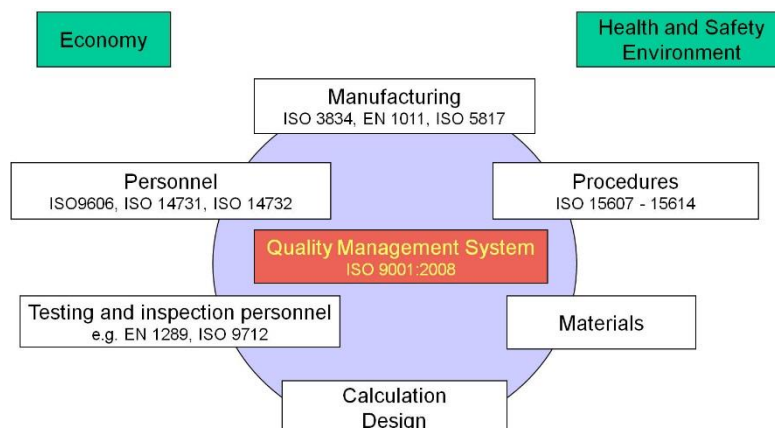 Economy
Health and Safety
Environment
Manufacturing
ISO 3834, EN 1011, ISO 5817
Personnel
ISO9606, ISO 14731, ISO 14732
Procedures
ISO 15607 - 15614
Quality Management System
ISO 9001:2008
Testing and inspection personnel
e.g. EN 1289, ISO 9712
Materials
Calculation
Design